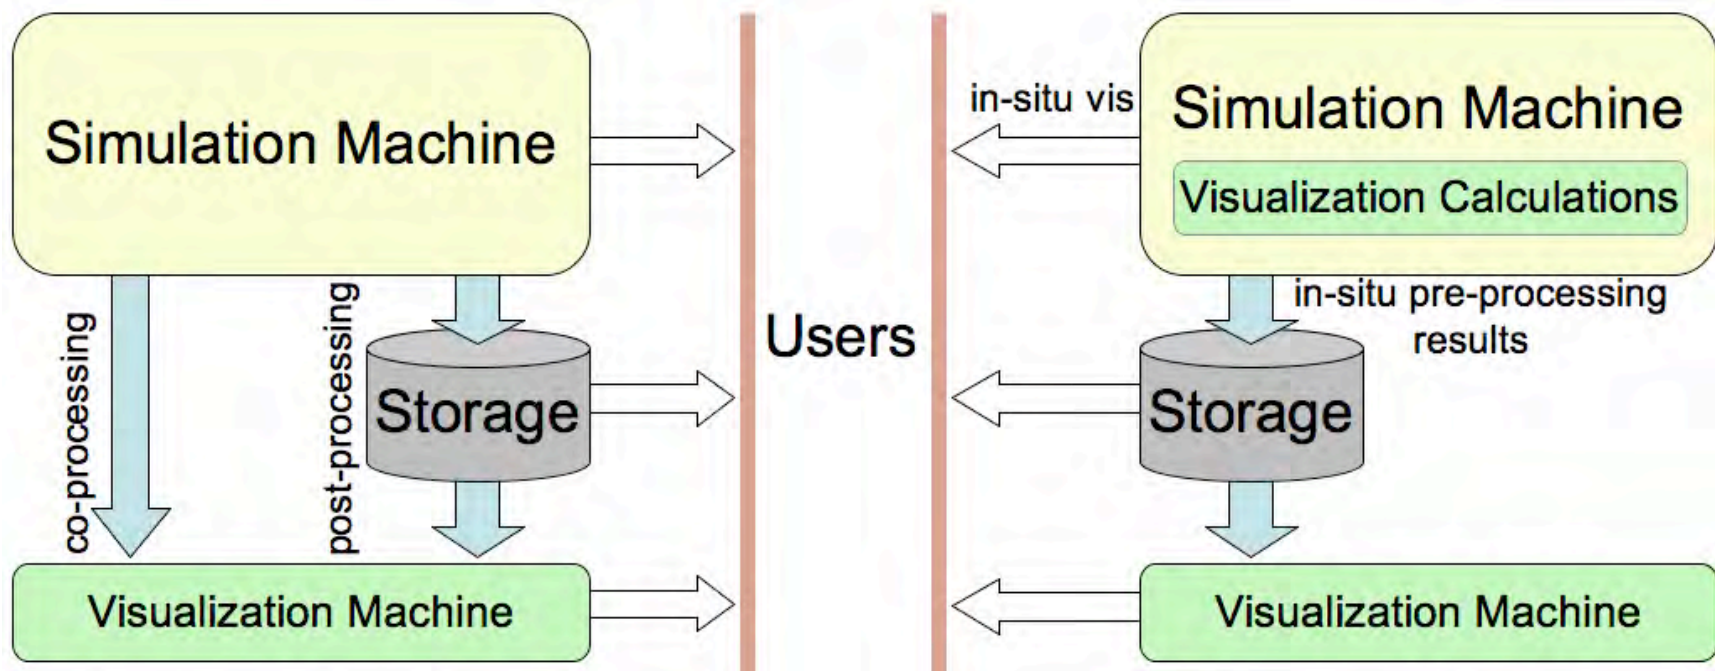 Simulation Machine
co-processing
post-processing
Storage
Visualization Machine
Users
in-situ vis
Simulation Machine
Visualization Calculations
in-situ pre-processing
results
Storage
Visualization Machine